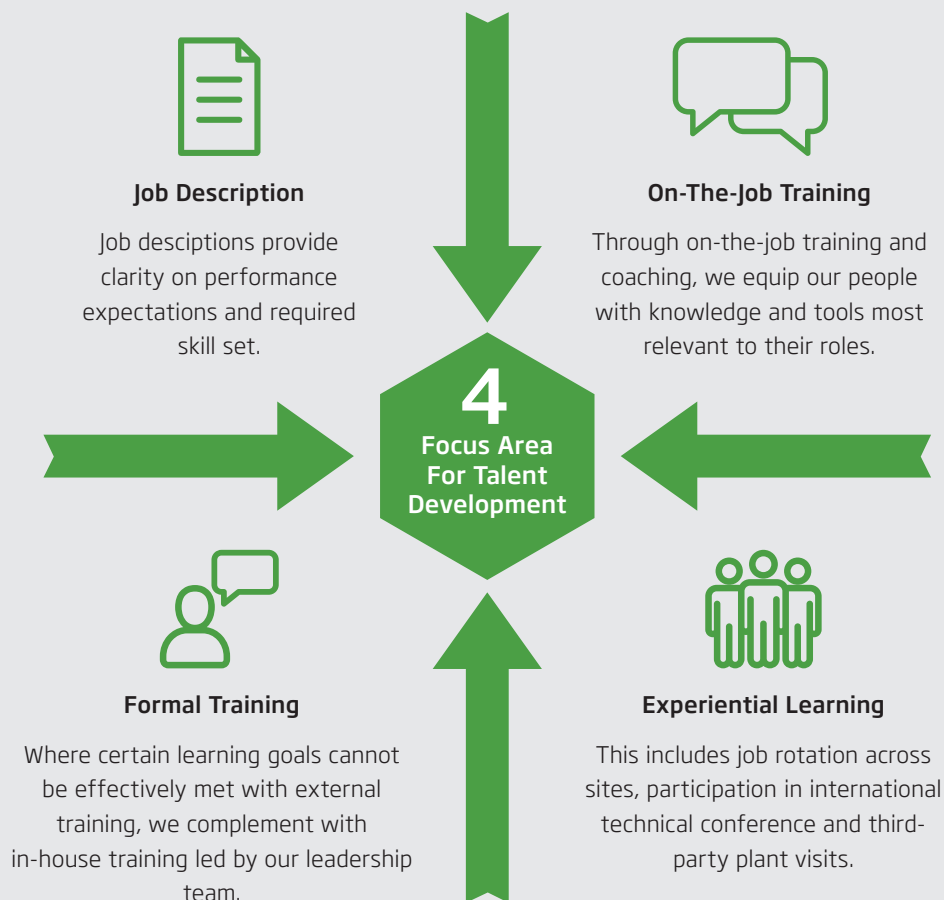 Job Description
Job desciptions provide
clarity on performance
expectations and required
skill set.
On-The-Job Training
Through on-the-job training and
coaching, we equip our people
with knowledge and tools most
relevant to their roles.
4
Focus Area
For Talent
Development
Formal Training
Where certain learning goals cannot
be effectively met with external
training, we complement with
in-house training led by our leadership
team.
Experiential Learning
This includes job rotation across
sites, participation in international
technical conference and third-
party plant visits.